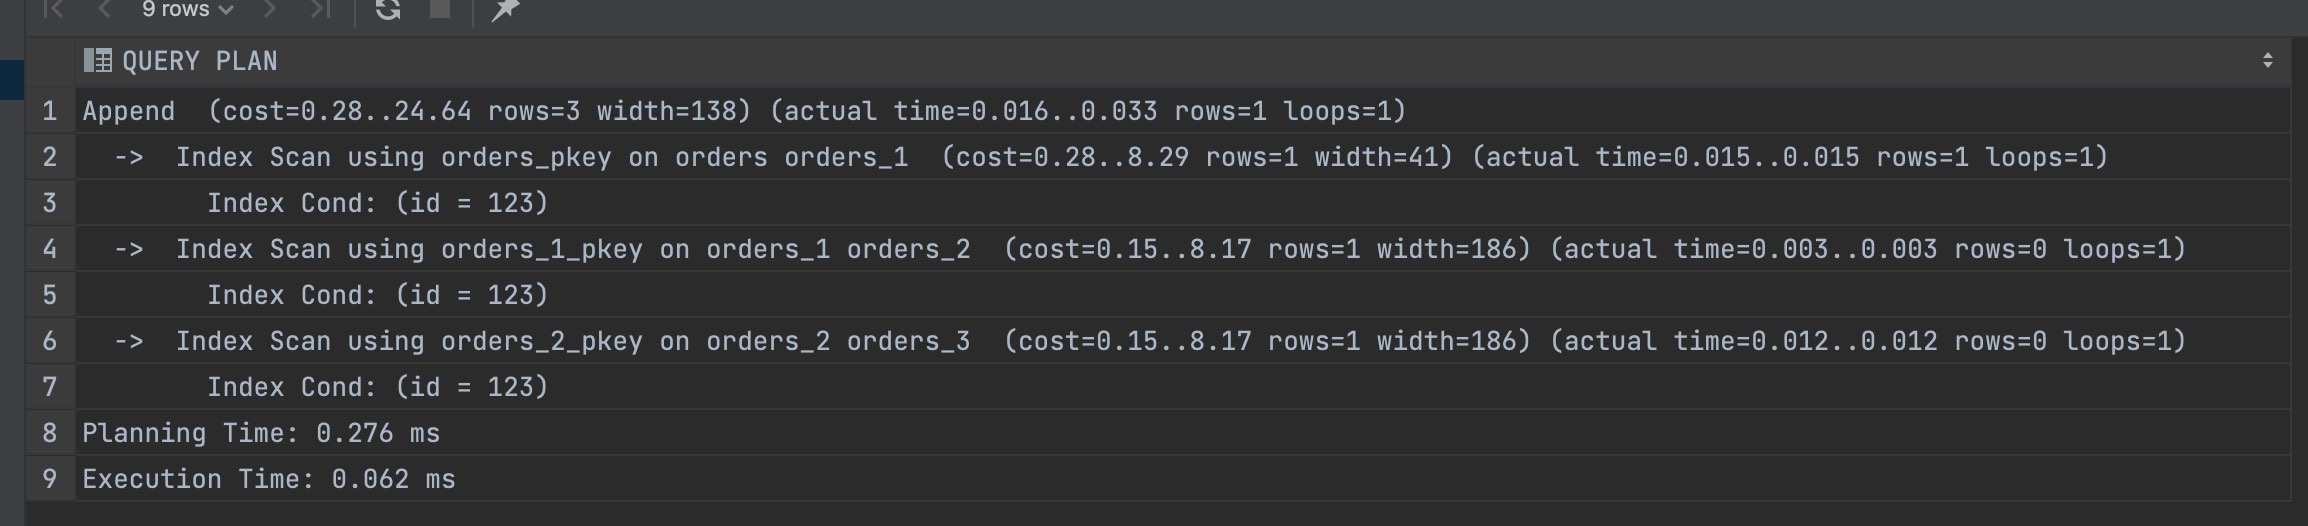 9 rows
QUERY PLAN
1 Append  (cost=0.28..24.64 rows=3 width=138) (actual time=0.016..0.033 rows=1 loops=1)
2   ->  Index Scan using orders_pkey on orders orders_1  (cost=0.28..8.29 rows=1 width=41) (actual time=0.015..0.015 rows=1 loops=1)
3         Index Cond: (id = 123)
4   ->  Index Scan using orders_1_pkey on orders_1 orders_2  (cost=0.15..8.17 rows=1 width=186) (actual time=0.003..0.003 rows=0 loops=1)
5         Index Cond: (id = 123)
6   ->  Index Scan using orders_2_pkey on orders_2 orders_3  (cost=0.15..8.17 rows=1 width=186) (actual time=0.012..0.012 rows=0 loops=1)
7         Index Cond: (id = 123)
8 Planning Time: 0.276 ms
9 Execution Time: 0.062 ms